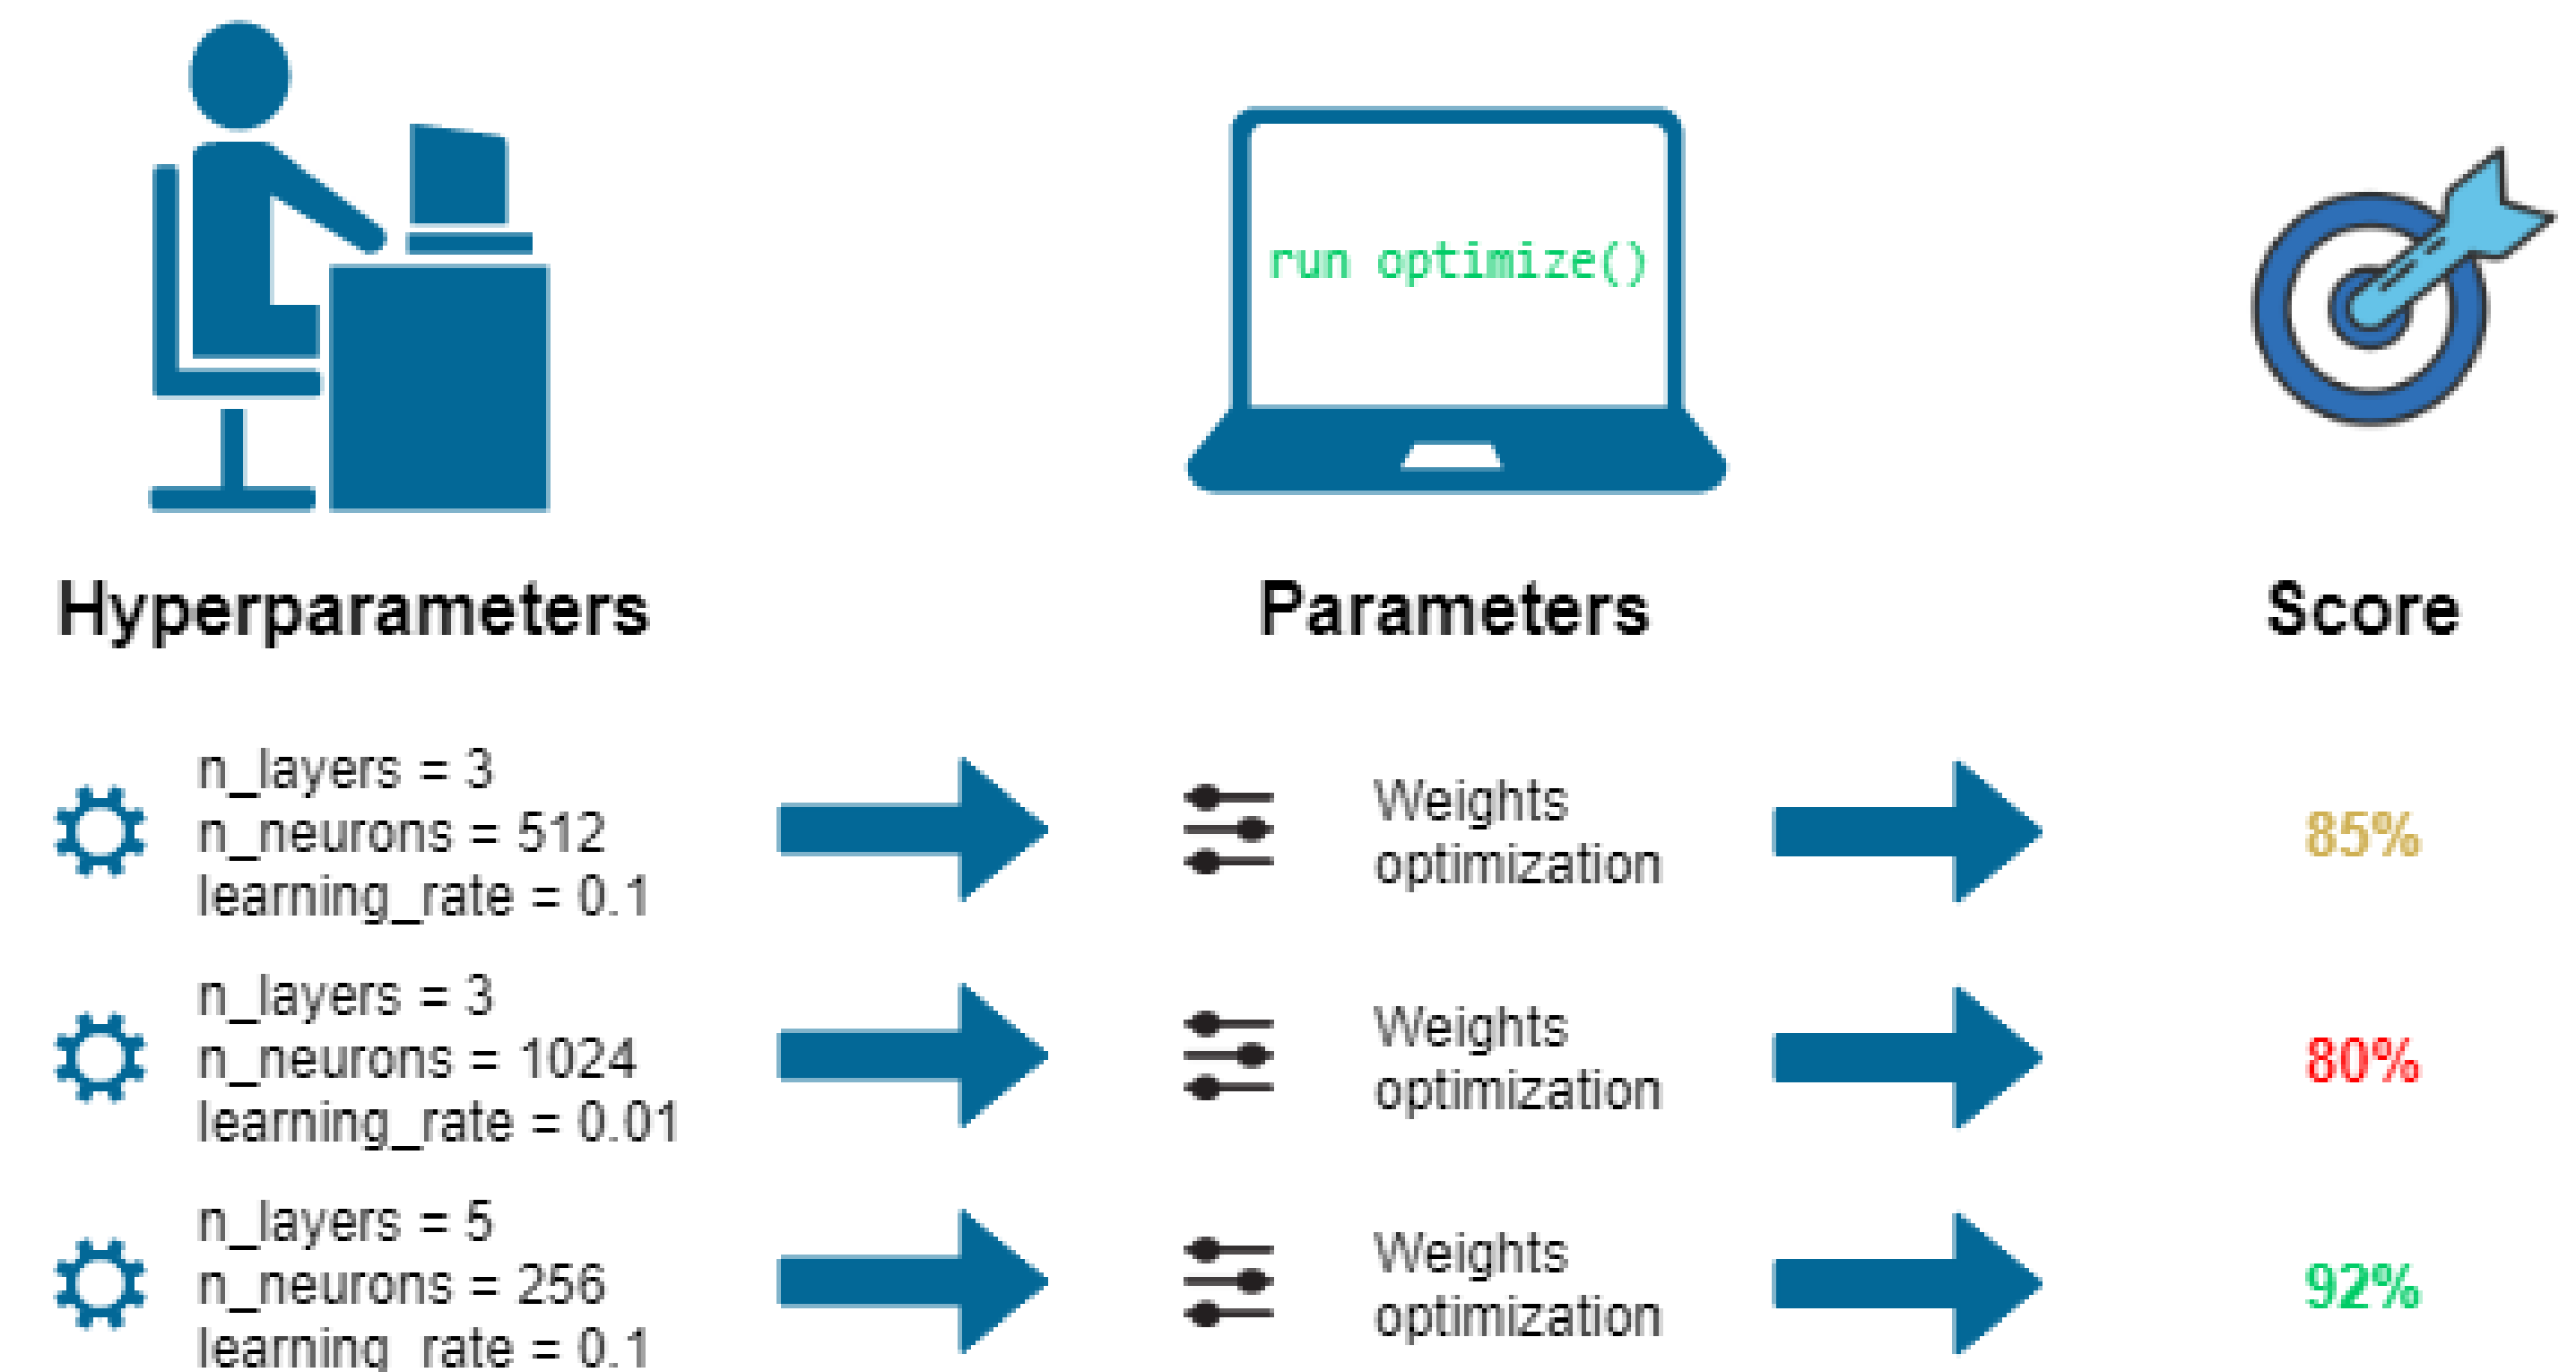 run optimize()
Hyperparameters
Parameters
Score
n_layers = 3
n_neurons = 512
learning_rate = 0.1
Weights
optimization
85%
n_layers = 3
n_neurons = 1024
learning_rate = 0.01
Weights
optimization
80%
n_layers = 5
n_neurons = 256
learning_rate = 0.1
Weights
optimization
92%